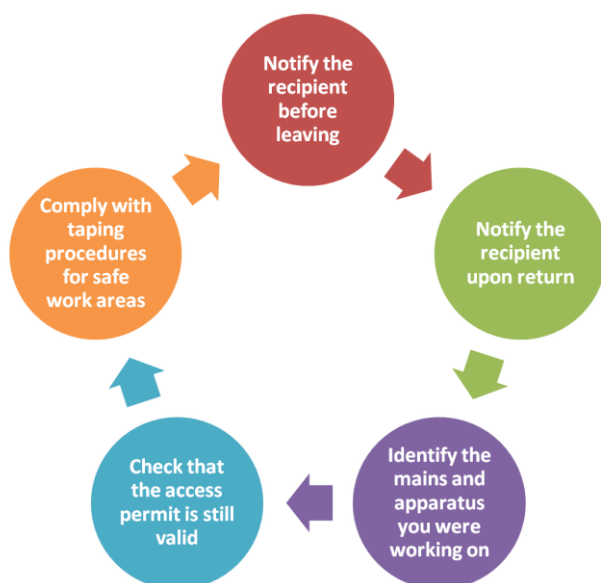 Notify the
recipient
before
leaving
Notify the
recipient
upon return
Identify the
mains and
apparatus
you were
working on
Check that
the access
permit is still
valid
Comply with
taping
procedures
for safe
work areas